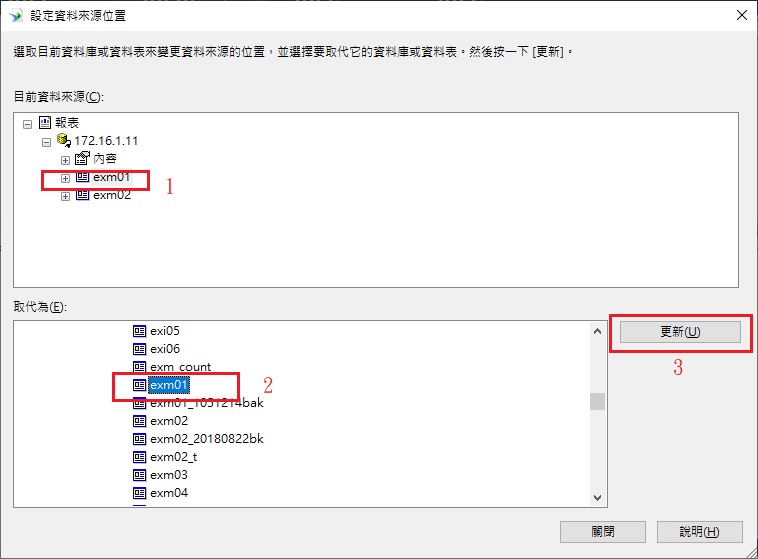 設定資料來源位置
選取目前資料庫或資料表來變更資料來源的位置，並選擇要取代它的資料庫或資料表。然後按一下 [更新]。
目前資料來源(C):
報表
172.16.1.11
內容
exm01
1
exm02
取代為(E):
exi05
更新(U)
exi06
exm_count
3
exm01
2
exm01_1051214bak
exm02
exm02_20180822bk
exm02_t
exm03
exm04
關閉
說明(H)